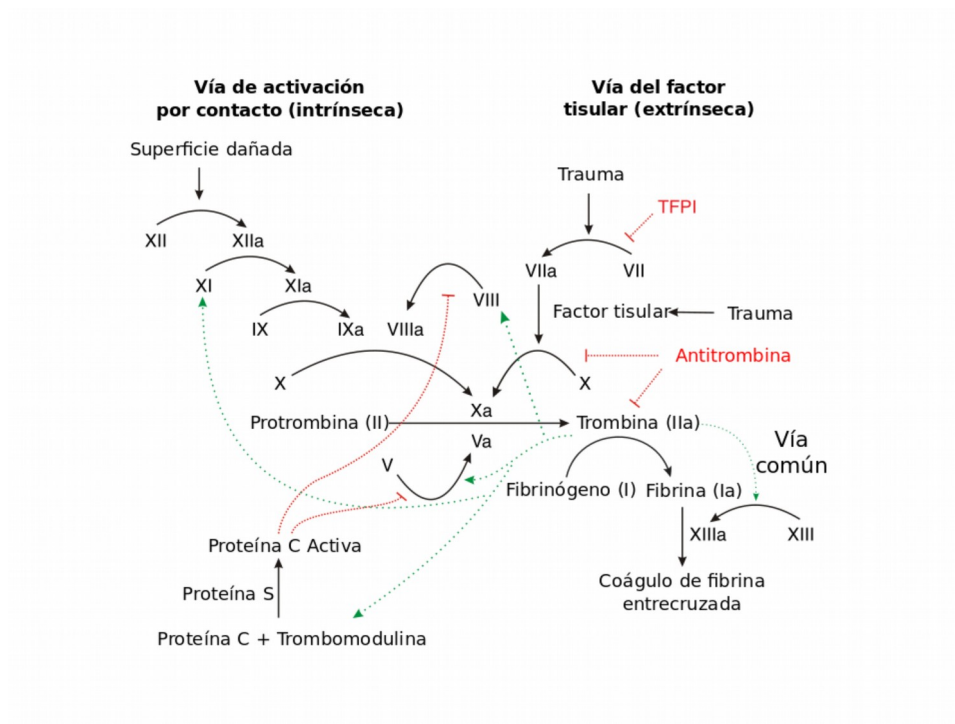 Vía de activación
por contacto (intrínseca)
Vía del factor
tisular (extrínseca)
Superficie dañada
Trauma
TFPI
XII
XIIa
VIIa
VII
XI
XIa
VIII
IX
IXa
VIIIa
Factor tisular
Trauma
Antitrombina
X
X
Xa
Protrombina (II)
Trombina (IIa)
Va
Vía
común
V
Fibrinógeno (I)
Fibrina (Ia)
XIIIa
XIII
Proteína C Activa
Coágulo de fibrina
entrecruzada
Proteína S
Proteína C + Trombomodulina